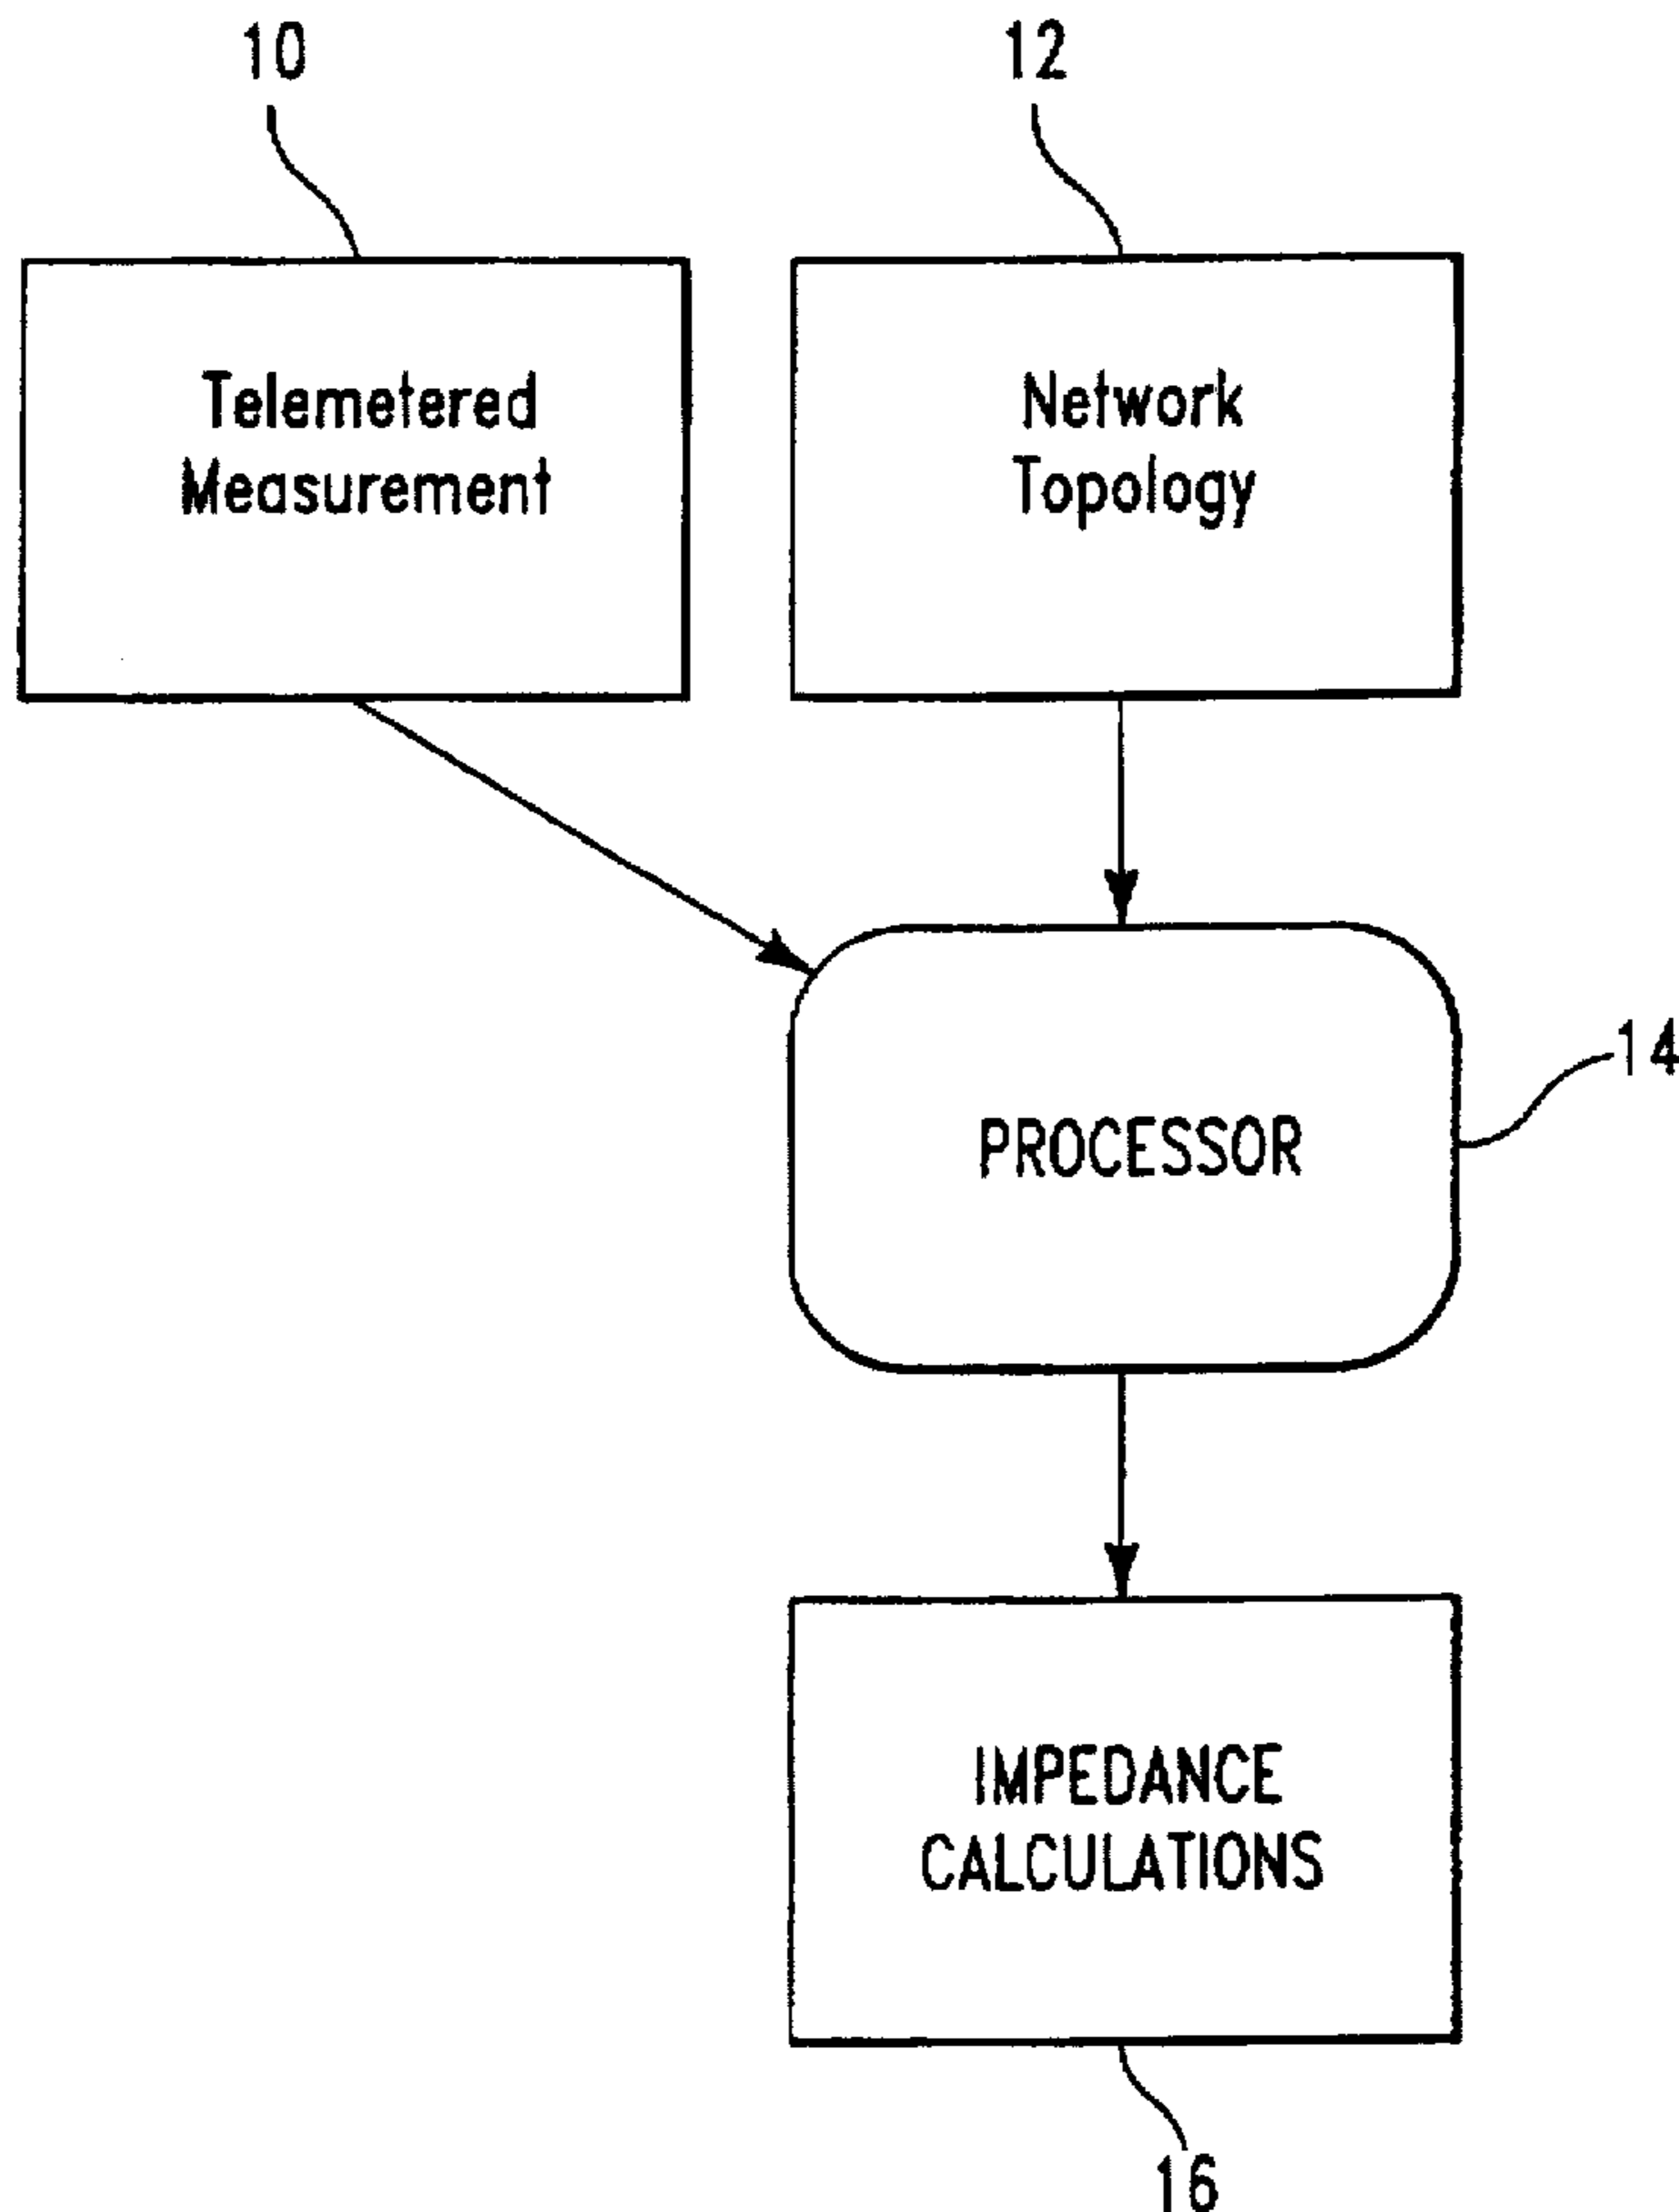 10
12
Telemetered
Measurement
Network
Topology
14
PROCESSOR
IMPEDANCE
CALCULATIONS
16